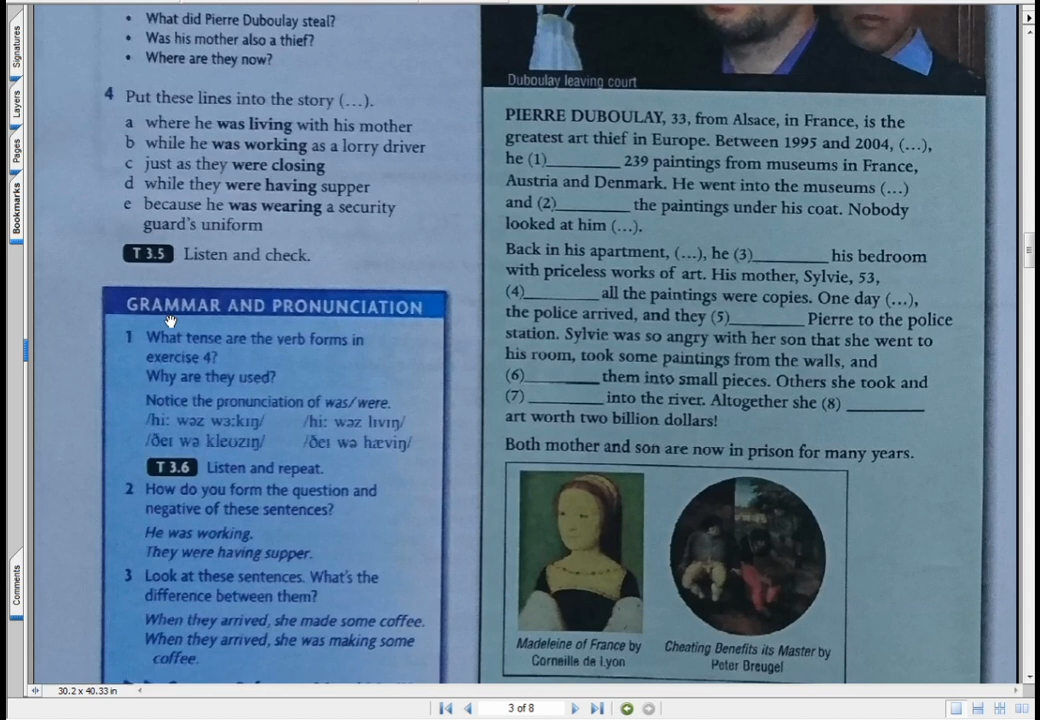 Signatures
Layers
Pages
Bookmarks
Comments
• What did Pierre Duboulay steal?
• Was his mother also a thief?
• Where are they now?
4 Put these lines into the story (…).
a where he was living with his mother
b while he was working as a lorry driver
c just as they were closing
d while they were having supper
e because he was wearing a security
guard's uniform
T 3.5 Listen and check.
GRAMMAR AND PRONUNCIATION
1 What tense are the verb forms in
exercise 4?
Why are they used?
Notice the pronunciation of was/were.
/hiː wəz wɜːkɪŋ/ /hiː wəz lɪvɪŋ/
/ðeɪ wə kləʊzɪŋ/ /ðeɪ wə hævɪŋ/
T 3.6 Listen and repeat.
2 How do you form the question and
negative of these sentences?
He was working.
They were having supper.
3 Look at these sentences. What's the
difference between them?
When they arrived, she made some coffee.
When they arrived, she was making some
coffee.
Duboulay leaving court
PIERRE DUBOULAY, 33, from Alsace, in France, is the
greatest art thief in Europe. Between 1995 and 2004, (…),
he (1)________ 239 paintings from museums in France,
Austria and Denmark. He went into the museums (…)
and (2)________ the paintings under his coat. Nobody
looked at him (…).
Back in his apartment, (…), he (3)________ his bedroom
with priceless works of art. His mother, Sylvie, 53,
(4)________ all the paintings were copies. One day (…),
the police arrived, and they (5)________ Pierre to the police
station. Sylvie was so angry with her son that she went to
his room, took some paintings from the walls, and
(6)________ them into small pieces. Others she took and
(7) ________ into the river. Altogether she (8) ________
art worth two billion dollars!
Both mother and son are now in prison for many years.
Madeleine of France by
Corneille de Lyon
Cheating Benefits its Master by
Peter Breugel
30.2 x 40.33 in
3 of 8